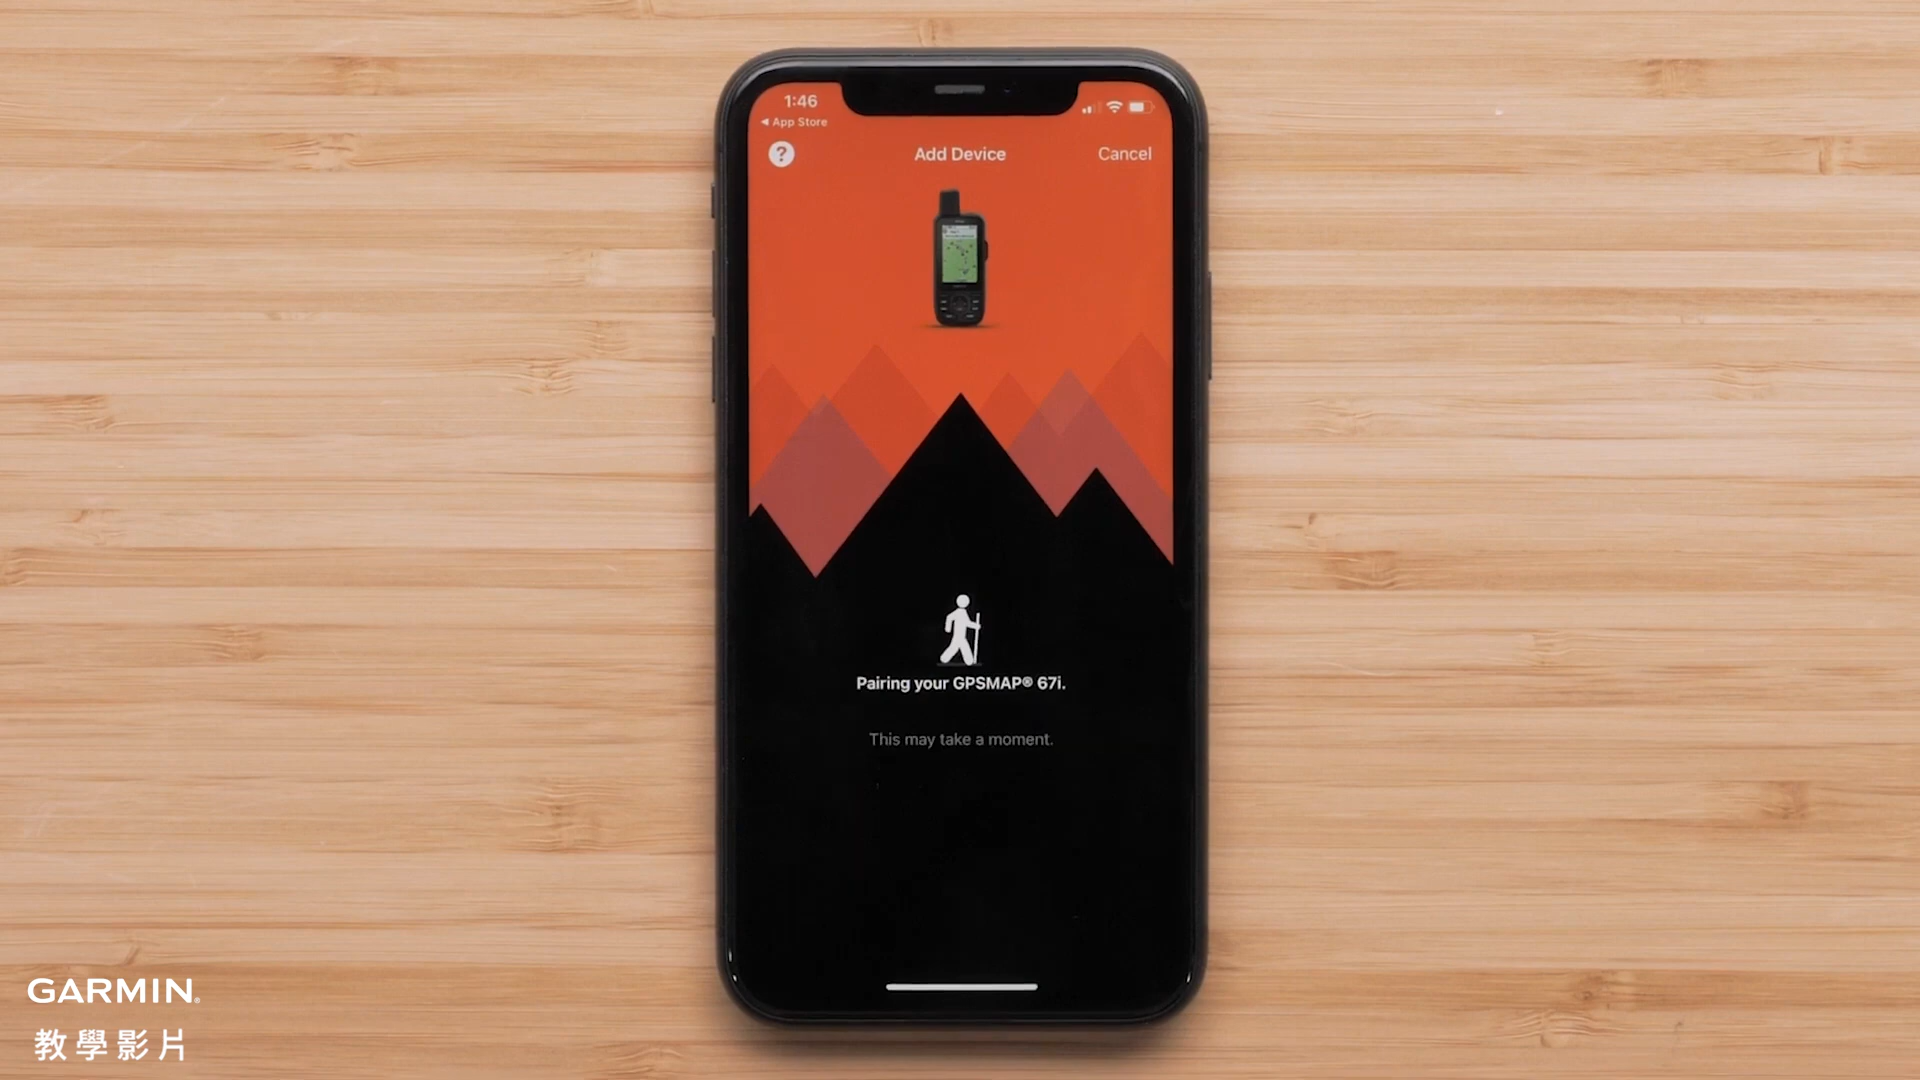 1:46
◀ App Store
?
Add Device
Cancel
Pairing your GPSMAP® 67i.
This may take a moment.
GARMIN®
教學影片